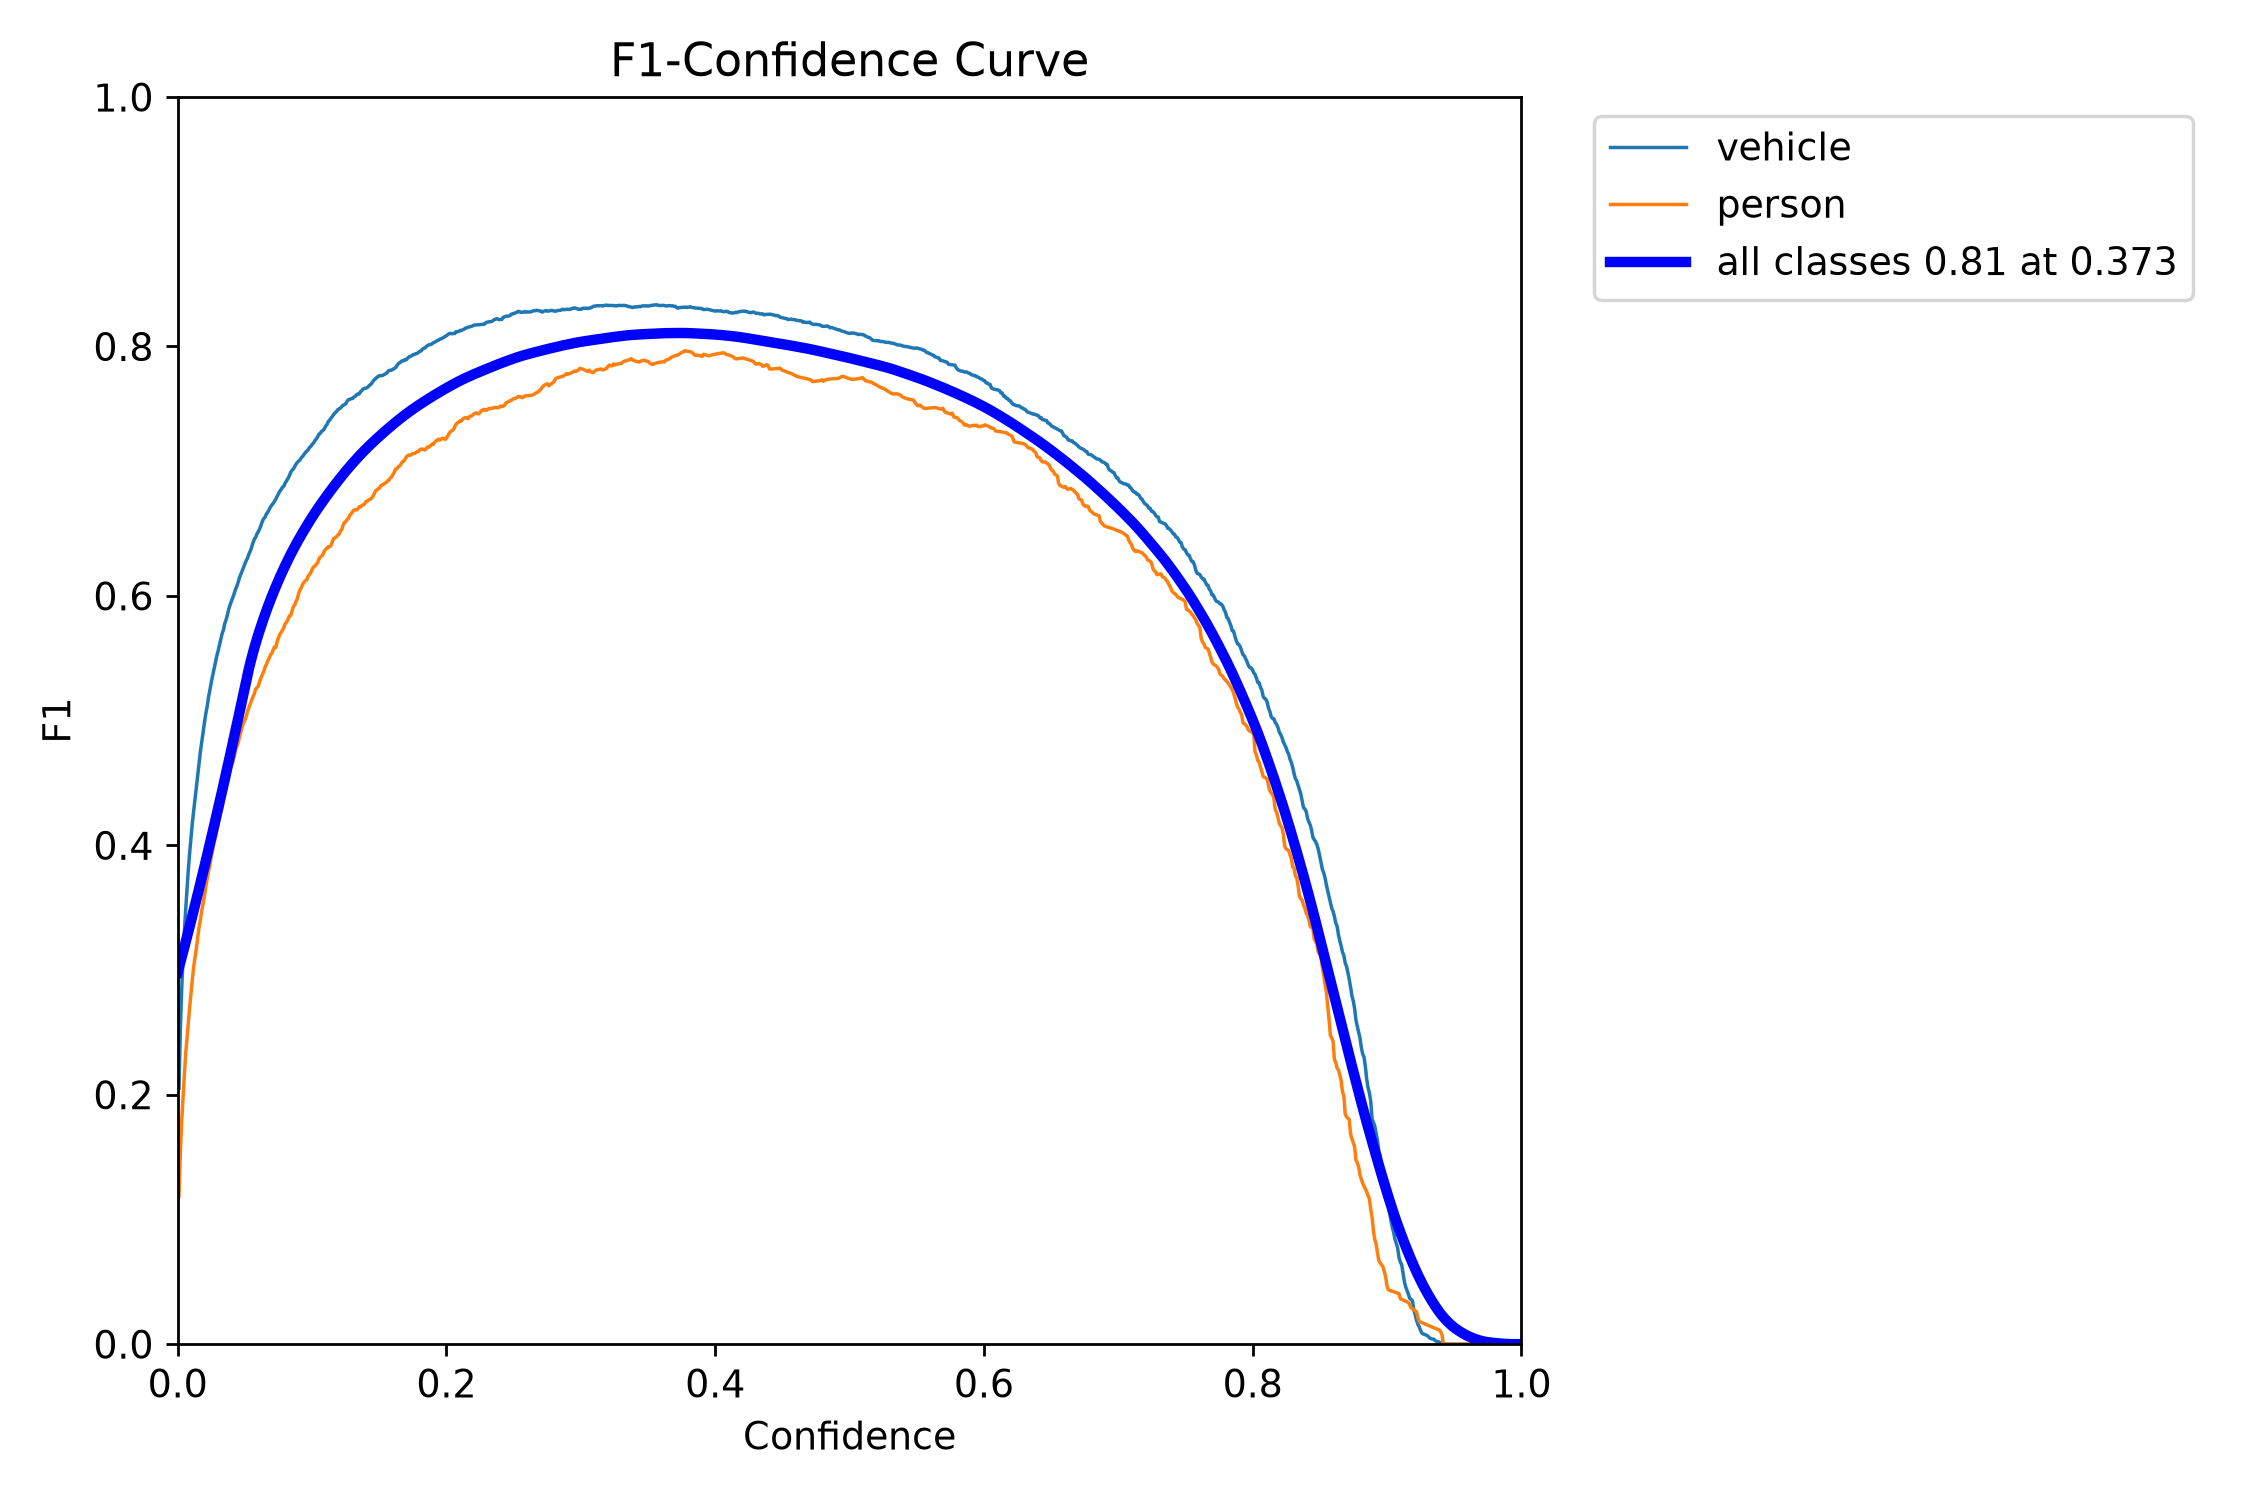 F1-Confidence Curve
1.0
0.8
0.6
0.4
0.2
0.0
F1
0.0 0.2 0.4 0.6 0.8 1.0
Confidence
vehicle
person
all classes 0.81 at 0.373